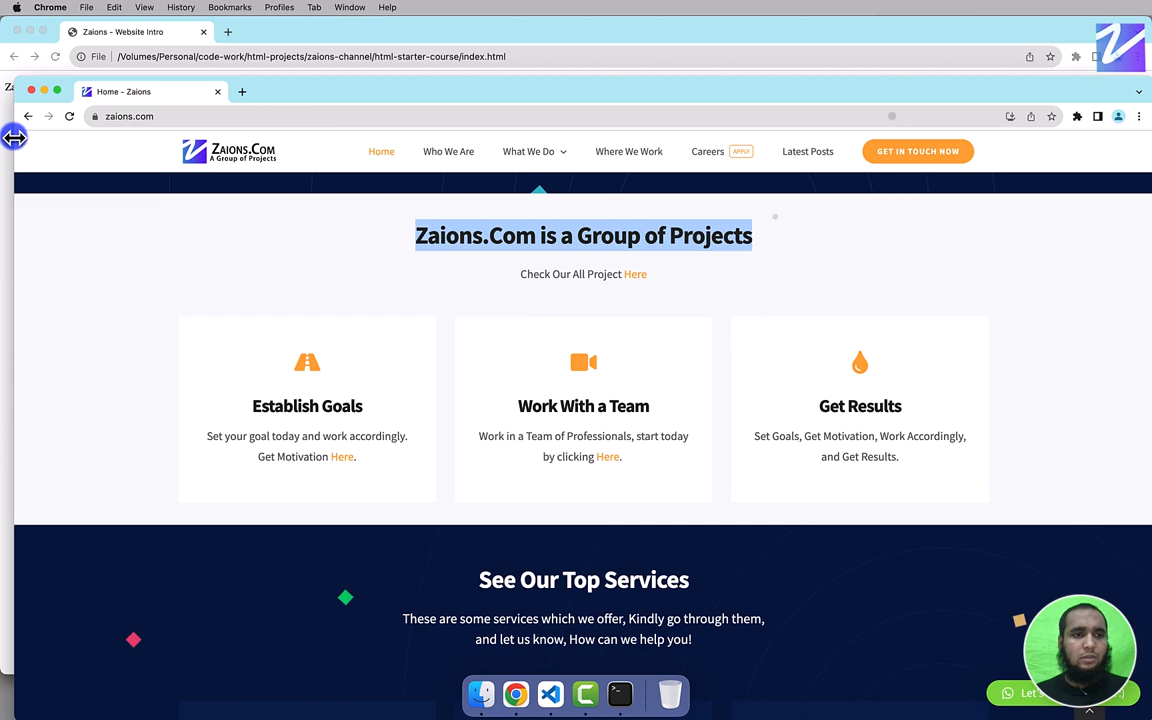 Chrome File Edit View History Bookmarks Profiles Tab Window Help
Zaions - Website Intro
File /Volumes/Personal/code-work/html-projects/zaions-channel/html-starter-course/index.html
Home - Zaions
zaions.com
ZAIONS.COM
A Group of Projects
Home Who We Are What We Do Where We Work Careers APPLY Latest Posts GET IN TOUCH NOW
Zaions.Com is a Group of Projects
Check Our All Project Here
Establish Goals
Set your goal today and work accordingly.
Get Motivation Here.
Work With a Team
Work in a Team of Professionals, start today
by clicking Here.
Get Results
Set Goals, Get Motivation, Work Accordingly,
and Get Results.
See Our Top Services
These are some services which we offer, Kindly go through them,
and let us know, How can we help you!